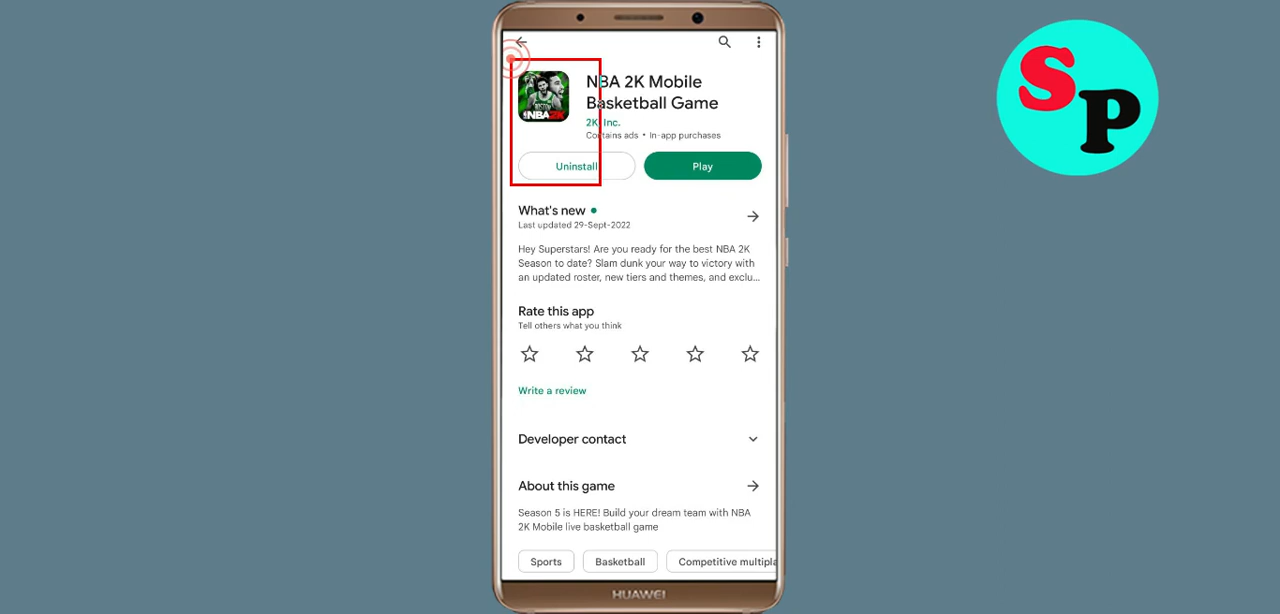 SP
NBA 2K
NBA 2K Mobile
Basketball Game
2K, Inc.
Contains ads • In-app purchases
Uninstall
Play
What's new
Last updated 29-Sept-2022
Hey Superstars! Are you ready for the best NBA 2K
Season to date? Slam dunk your way to victory with
an updated roster, new tiers and themes, and exclu...
Rate this app
Tell others what you think
Write a review
Developer contact
About this game
Season 5 is HERE! Build your dream team with NBA
2K Mobile live basketball game
Sports
Basketball
Competitive multipla
HUAWEI